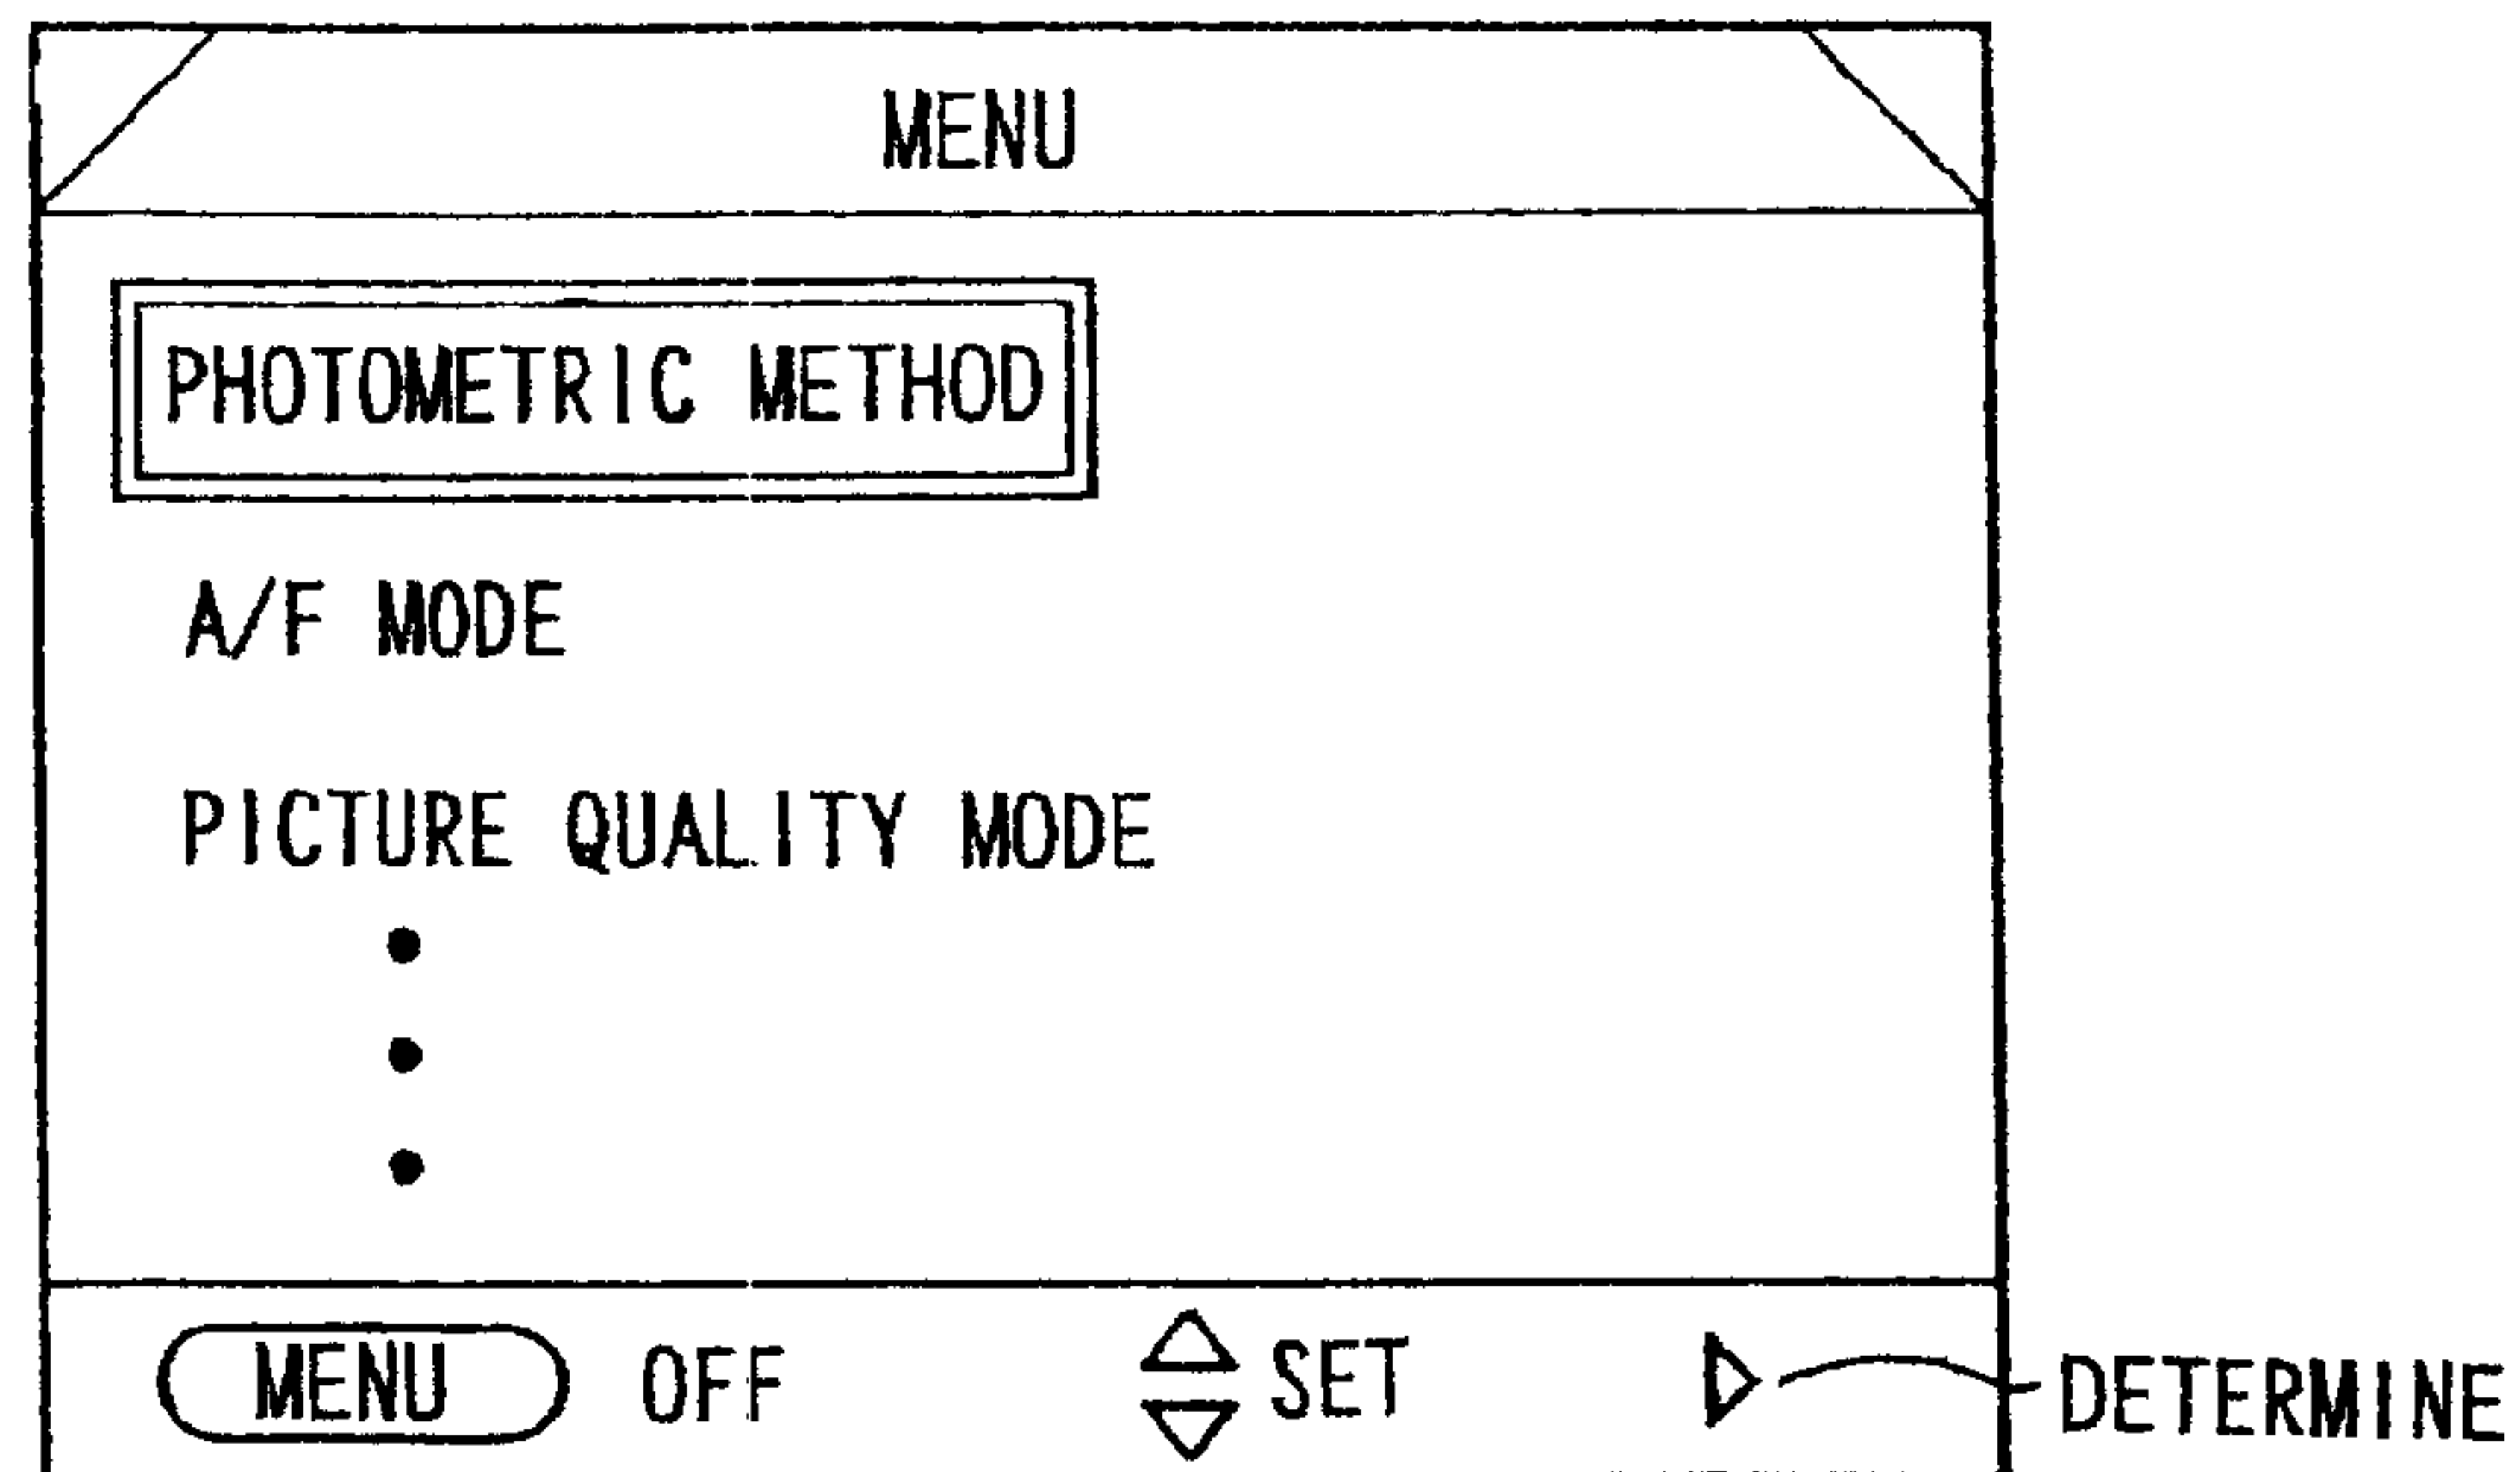 MENU
PHOTOMETRIC METHOD
A/F MODE
PICTURE QUALITY MODE
MENU OFF SET DETERMINE